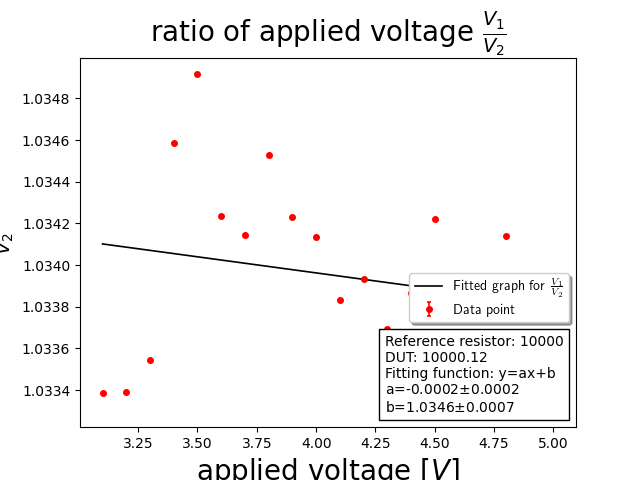 ratio of applied voltage V₁/V₂
1.0348
1.0346
1.0344
1.0342
1.0340
1.0338
1.0336
1.0334
V₂
Fitted graph for V₁/V₂
Data point
Reference resistor: 10000
DUT: 10000.12
Fitting function: y=ax+b
a=-0.0002±0.0002
b=1.0346±0.0007
3.25 3.50 3.75 4.00 4.25 4.50 4.75 5.00
applied voltage [V]